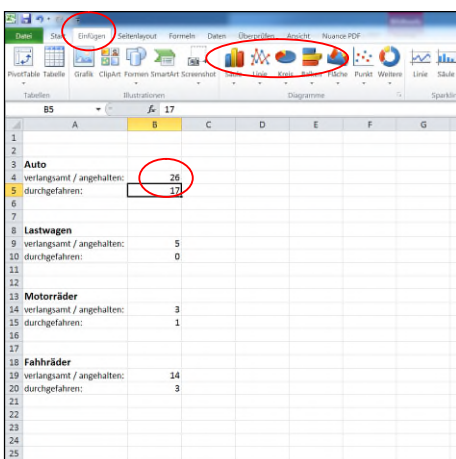 Datei Start Einfügen Seitenlayout Formeln Daten Überprüfen Ansicht Nuance PDF
PivotTable Tabelle Grafik ClipArt Formen SmartArt Screenshot Säule Linie Kreis Balken Fläche Punkt Weitere Linie Säule
Tabellen Illustrationen Diagramme
B5 fx 17
A B C D E F G
1
2
3 Auto
4 verlangsamt / angehalten: 26
5 durchgefahren: 17
6
7
8 Lastwagen
9 verlangsamt / angehalten: 5
10 durchgefahren: 0
11
12
13 Motorräder
14 verlangsamt / angehalten: 3
15 durchgefahren: 1
16
17
18 Fahhräder
19 verlangsamt / angehalten: 14
20 durchgefahren: 3
21
22
23
24
25